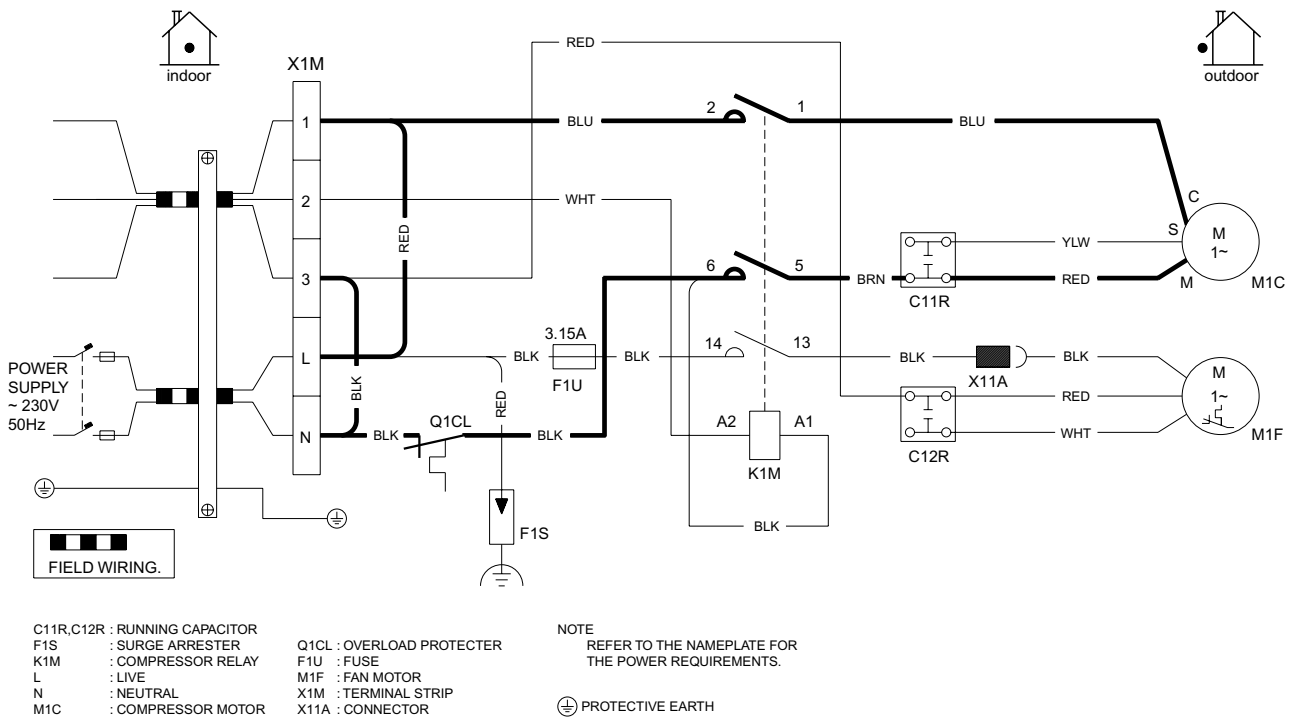 indoor
outdoor
X1M
RED
1
BLU
2
1
BLU
2
WHT
RED
C
S
M
1~
YLW
3
6
5
BRN
RED
M
M1C
C11R
3.15A
L
BLK
BLK
14
13
BLK
BLK
F1U
X11A
POWER
SUPPLY
~ 230V
50Hz
BLK
RED
M
1~
RED
N
BLK
Q1CL
BLK
A2
A1
WHT
M1F
C12R
K1M
BLK
F1S
FIELD WIRING.
C11R,C12R : RUNNING CAPACITOR
F1S : SURGE ARRESTER
K1M : COMPRESSOR RELAY
L : LIVE
N : NEUTRAL
M1C : COMPRESSOR MOTOR
Q1CL : OVERLOAD PROTECTER
F1U : FUSE
M1F : FAN MOTOR
X1M : TERMINAL STRIP
X11A : CONNECTOR
NOTE
REFER TO THE NAMEPLATE FOR
THE POWER REQUIREMENTS.
PROTECTIVE EARTH